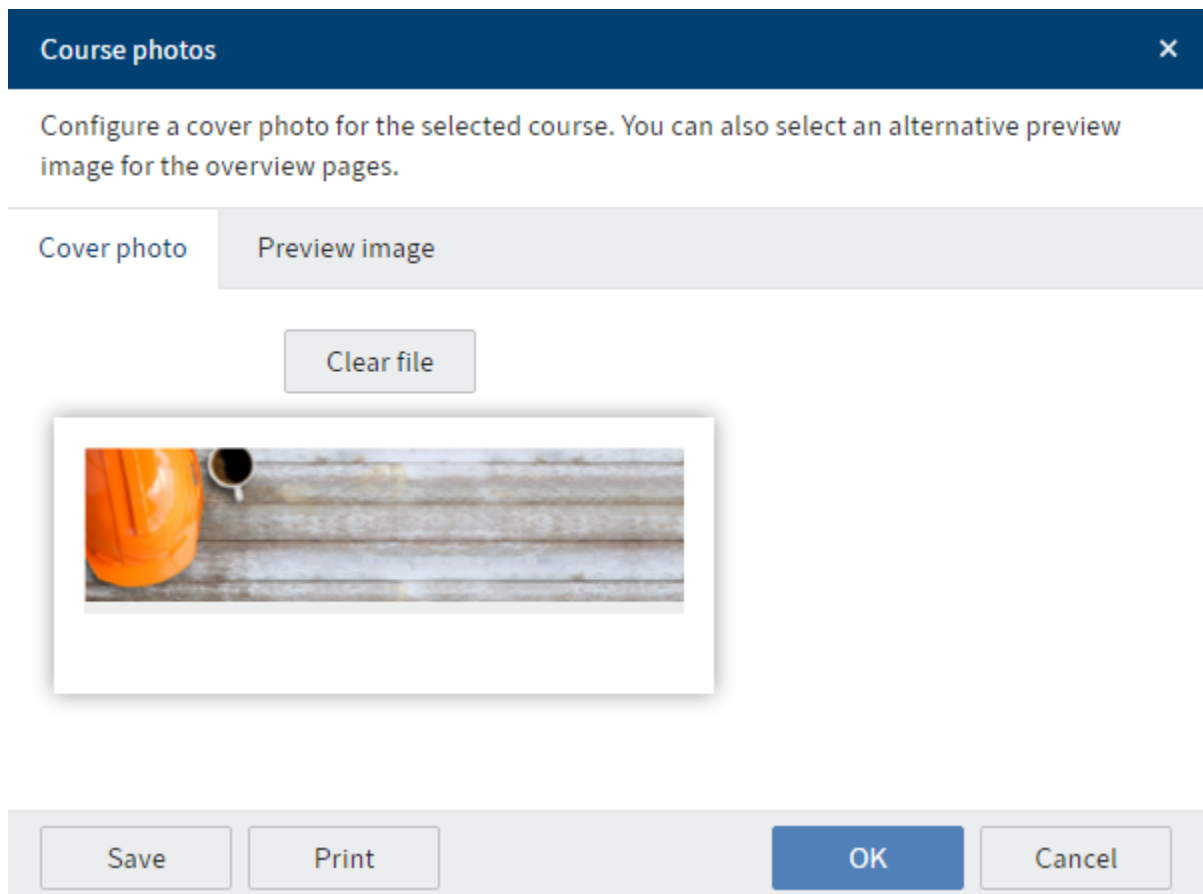 Course photos ×
Configure a cover photo for the selected course. You can also select an alternative preview
image for the overview pages.
Cover photo Preview image
Clear file
Save Print OK Cancel